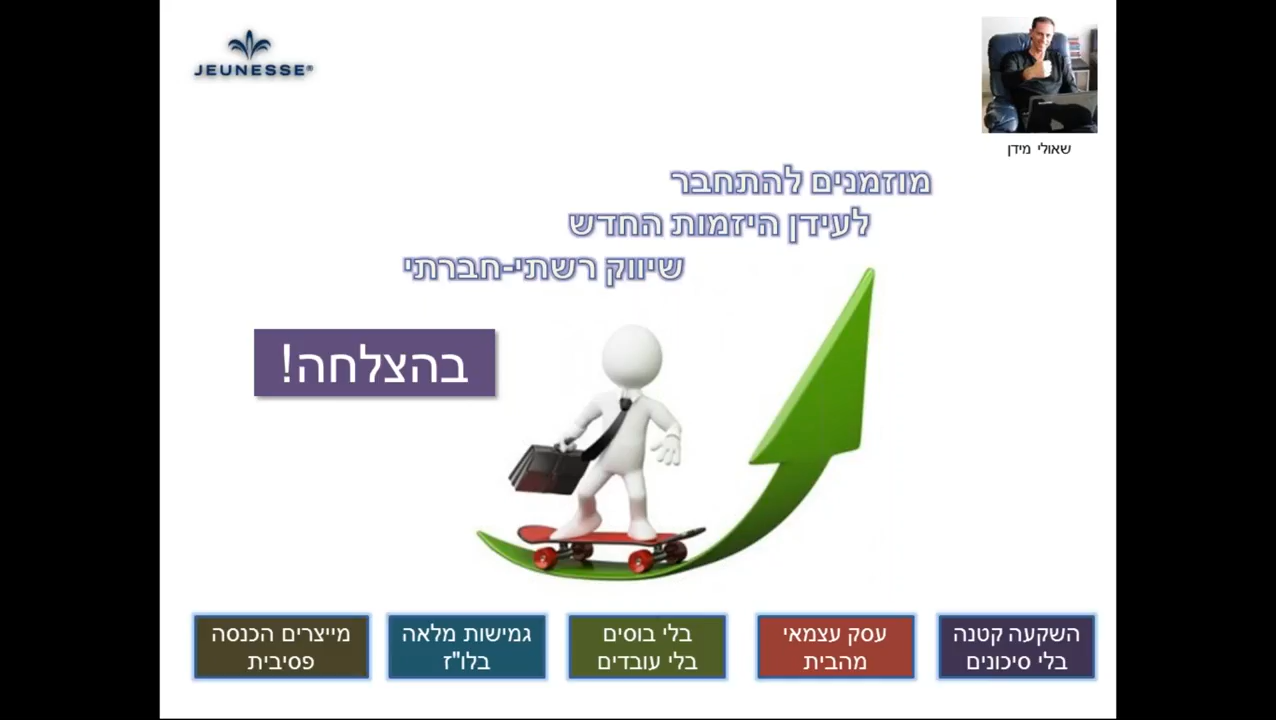 JEUNESSE®
שאולי מידן
מוזמנים להתחבר
לעידן היזמות החדש
שיווק רשתי-חברתי
בהצלחה!
השקעה קטנה
בלי סיכונים
עסק עצמאי
מהבית
בלי בוסים
בלי עובדים
גמישות מלאה
בלו"ז
מייצרים הכנסה
פסיבית